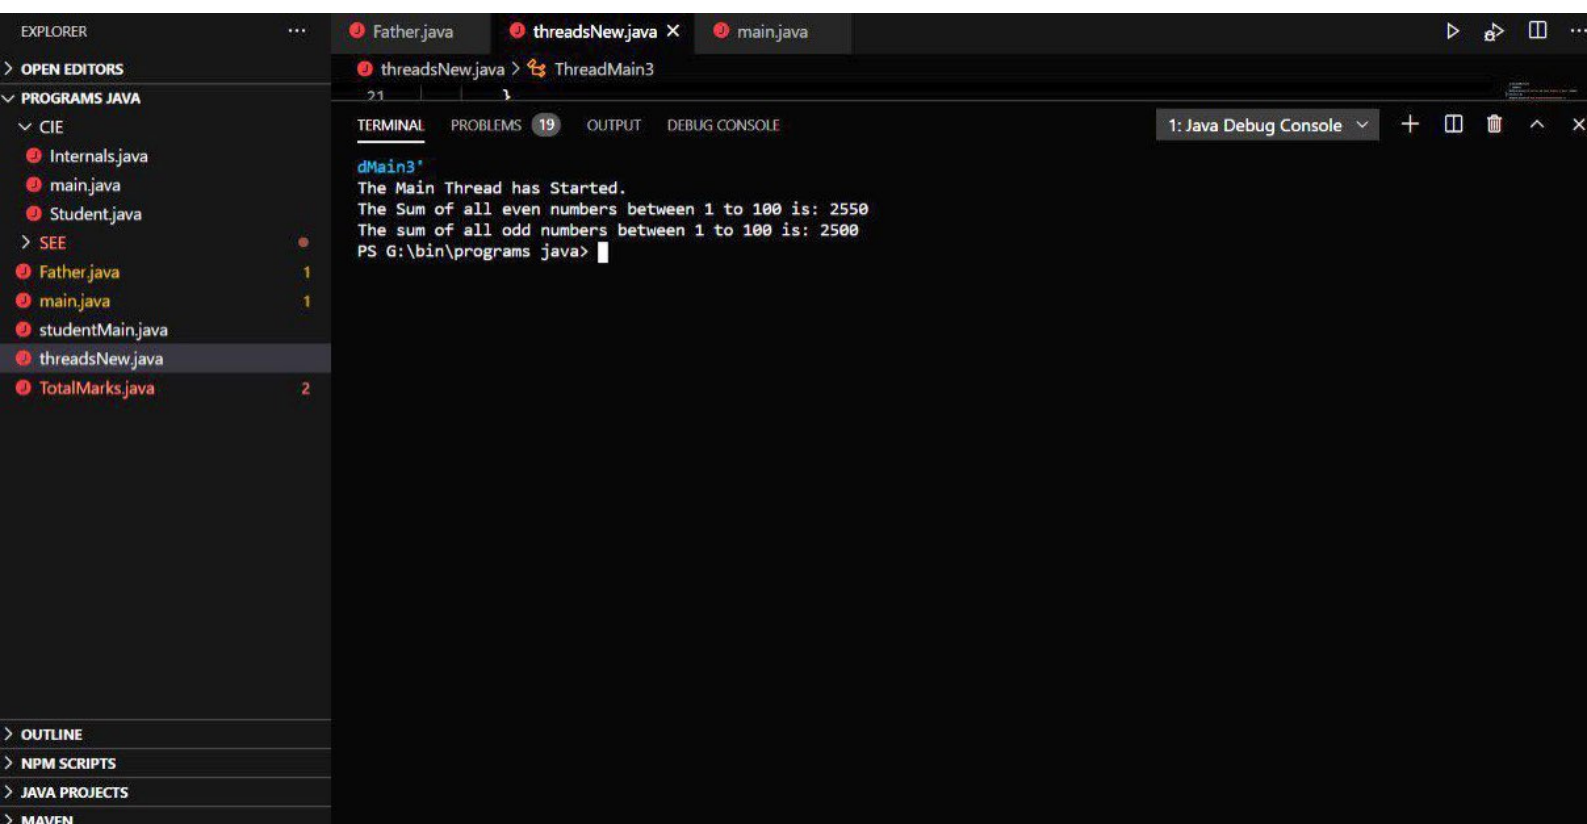 EXPLORER
OPEN EDITORS
PROGRAMS JAVA
CIE
Internals.java
main.java
Student.java
SEE
Father.java 1
main.java 1
studentMain.java
threadsNew.java
TotalMarks.java 2
OUTLINE
NPM SCRIPTS
JAVA PROJECTS
MAVEN
Father.java threadsNew.java main.java
threadsNew.java > ThreadMain3
21 }
TERMINAL PROBLEMS 19 OUTPUT DEBUG CONSOLE 1: Java Debug Console
dMain3'
The Main Thread has Started.
The Sum of all even numbers between 1 to 100 is: 2550
The sum of all odd numbers between 1 to 100 is: 2500
PS G:\bin\programs java>